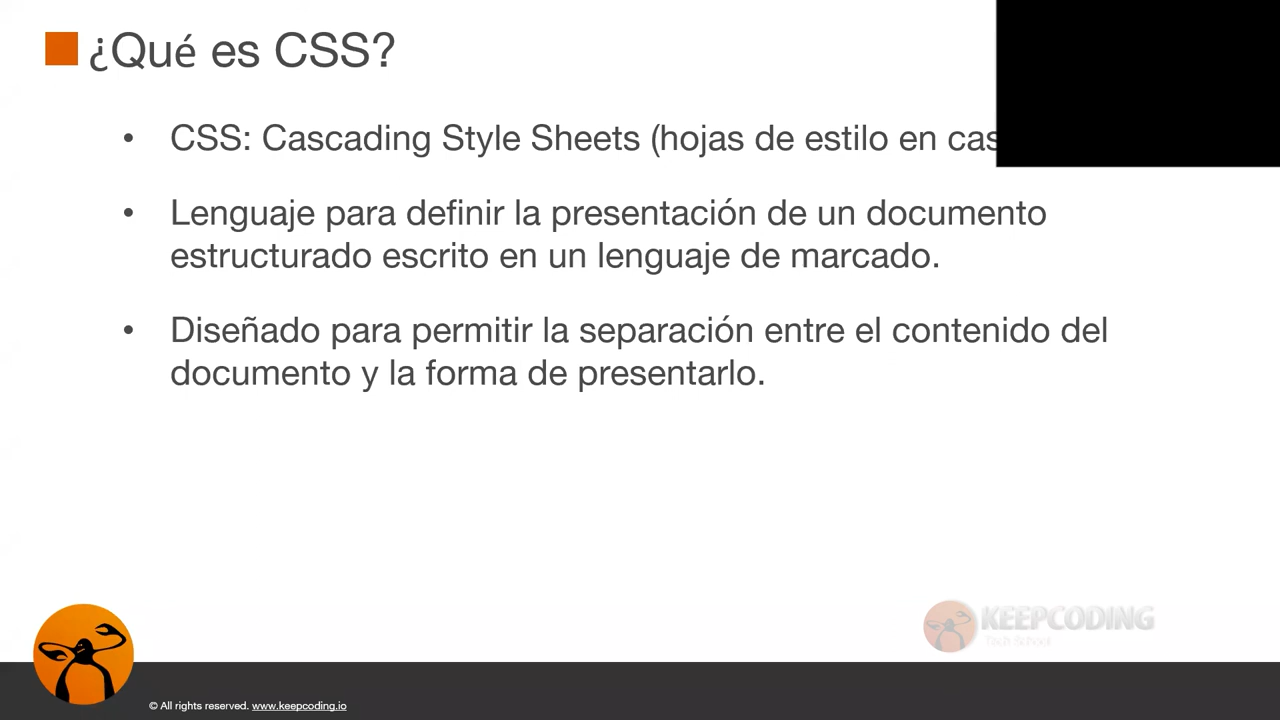 ¿Qué es CSS?
• CSS: Cascading Style Sheets (hojas de estilo en
• Lenguaje para definir la presentación de un documento
estructurado escrito en un lenguaje de marcado.
• Diseñado para permitir la separación entre el contenido del
documento y la forma de presentarlo.
KEEPCODING
Tech School
© All rights reserved. www.keepcoding.io